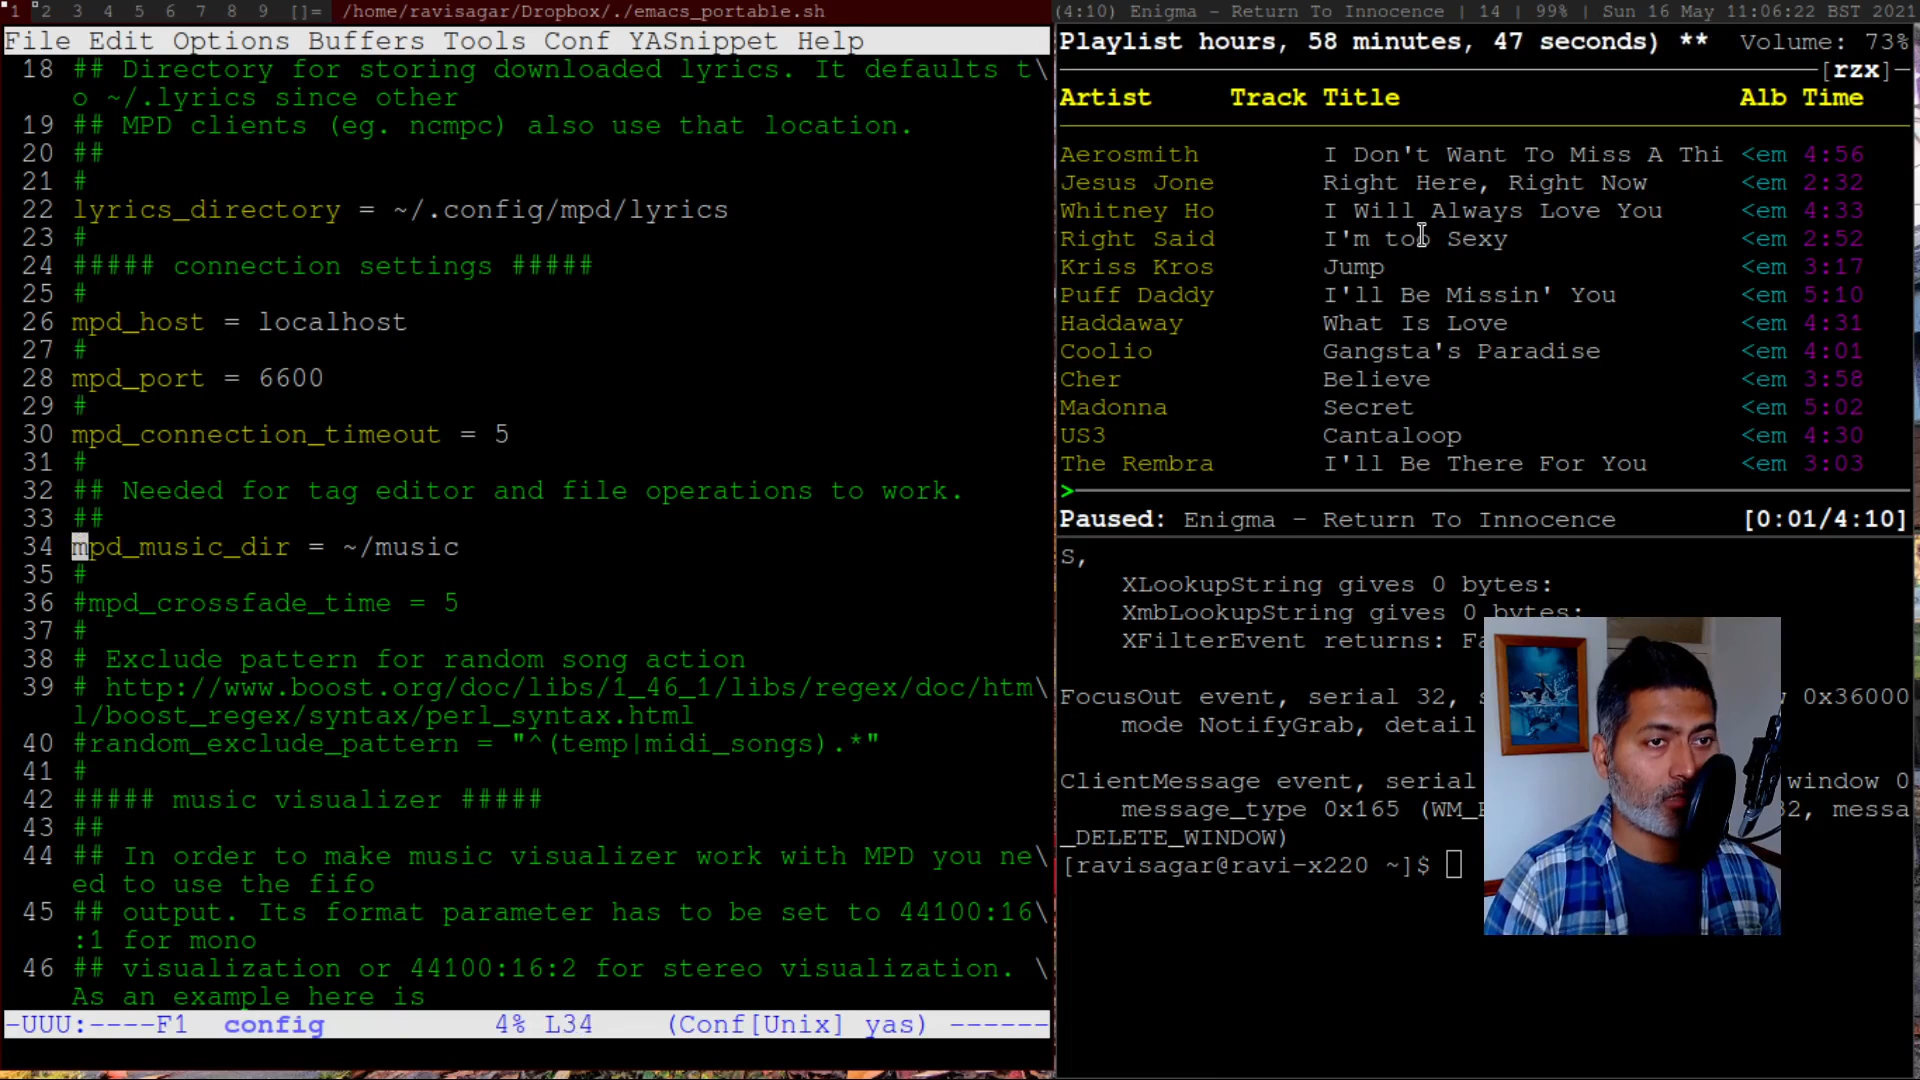 1 2 3 4 5 6 7 8 9 []= /home/ravisagar/Dropbox/./emacs_portable.sh
(4:10) Enigma - Return To Innocence | 14 | 99% | Sun 16 May 11:06:22 BST 2021
File Edit Options Buffers Tools Conf YASnippet Help
18 ## Directory for storing downloaded lyrics. It defaults t\
o ~/.lyrics since other
19 ## MPD clients (eg. ncmpc) also use that location.
20 ##
21 #
22 lyrics_directory = ~/.config/mpd/lyrics
23 #
24 ##### connection settings #####
25 #
26 mpd_host = localhost
27 #
28 mpd_port = 6600
29 #
30 mpd_connection_timeout = 5
31 #
32 ## Needed for tag editor and file operations to work.
33 ##
34 mpd_music_dir = ~/music
35 #
36 #mpd_crossfade_time = 5
37 #
38 # Exclude pattern for random song action
39 # http://www.boost.org/doc/libs/1_46_1/libs/regex/doc/htm\
l/boost_regex/syntax/perl_syntax.html
40 #random_exclude_pattern = "^(temp|midi_songs).*"
41 #
42 ##### music visualizer #####
43 ##
44 ## In order to make music visualizer work with MPD you ne\
ed to use the fifo
45 ## output. Its format parameter has to be set to 44100:16\
:1 for mono
46 ## visualization or 44100:16:2 for stereo visualization. \
As an example here is
-UUU:----F1 config 4% L34 (Conf[Unix] yas) ------
Playlist hours, 58 minutes, 47 seconds) ** Volume: 73%
[rzx]
Artist Track Title Alb Time
Aerosmith I Don't Want To Miss A Thi <em 4:56
Jesus Jone Right Here, Right Now <em 2:32
Whitney Ho I Will Always Love You <em 4:33
Right Said I'm too Sexy <em 2:52
Kriss Kros Jump <em 3:17
Puff Daddy I'll Be Missin' You <em 5:10
Haddaway What Is Love <em 4:31
Coolio Gangsta's Paradise <em 4:01
Cher Believe <em 3:58
Madonna Secret <em 5:02
US3 Cantaloop <em 4:30
The Rembra I'll Be There For You <em 3:03
>
Paused: Enigma - Return To Innocence [0:01/4:10]
S,
XLookupString gives 0 bytes:
XmbLookupString gives 0 bytes:
XFilterEvent returns:
FocusOut event, serial 32, 0x36000
mode NotifyGrab, detail
ClientMessage event, serial window 0
message_type 0x165 messa
_DELETE_WINDOW)
[ravisagar@ravi-x220 ~]$